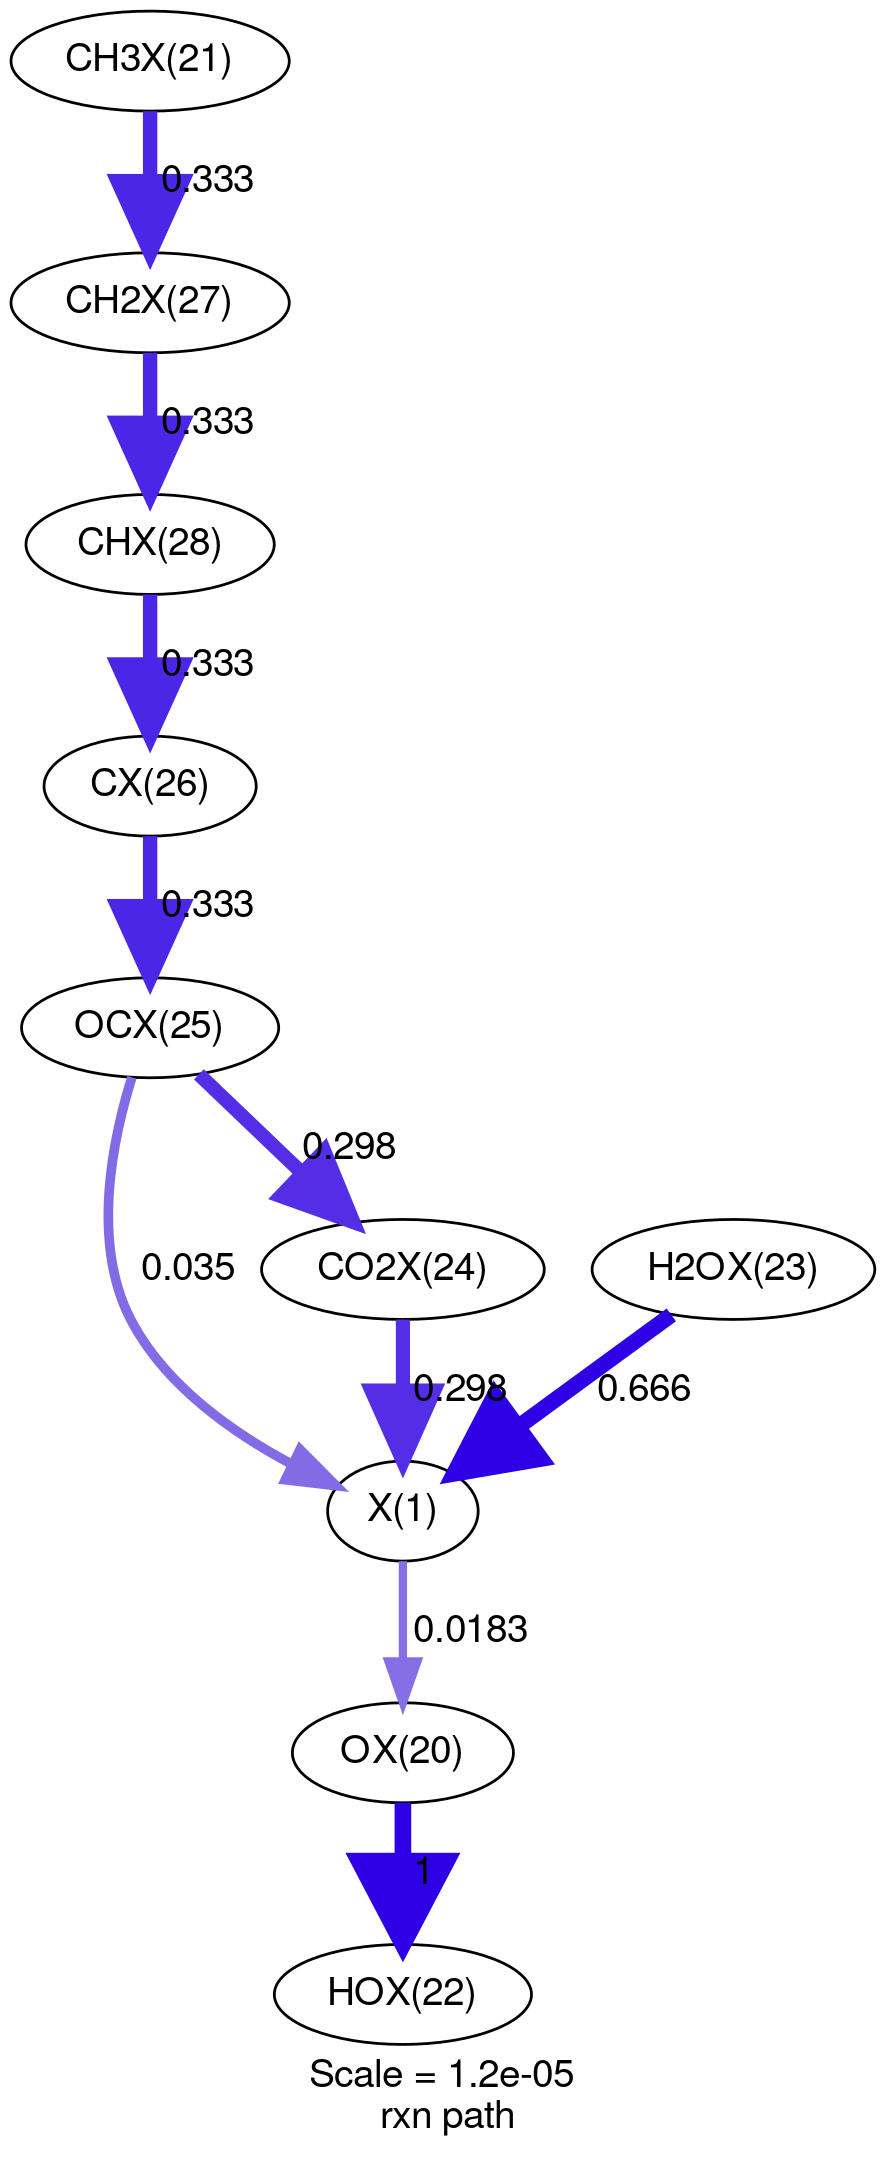 CH3X(21)
0.333
CH2X(27)
0.333
CHX(28)
0.333
CX(26)
0.333
OCX(25)
0.298
0.035
CO2X(24)
H2OX(23)
0.298
0.666
X(1)
0.0183
OX(20)
1
HOX(22)
Scale = 1.2e-05
rxn path